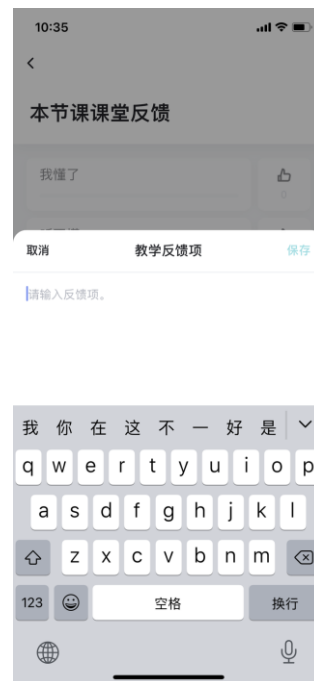 10:35
本节课课堂反馈
我懂了
0
取消 教学反馈项 保存
请输入反馈项。
我 你 在 这 不 一 好 是
q w e r t y u i o p
a s d f g h j k l
z x c v b n m
123 空格 换行